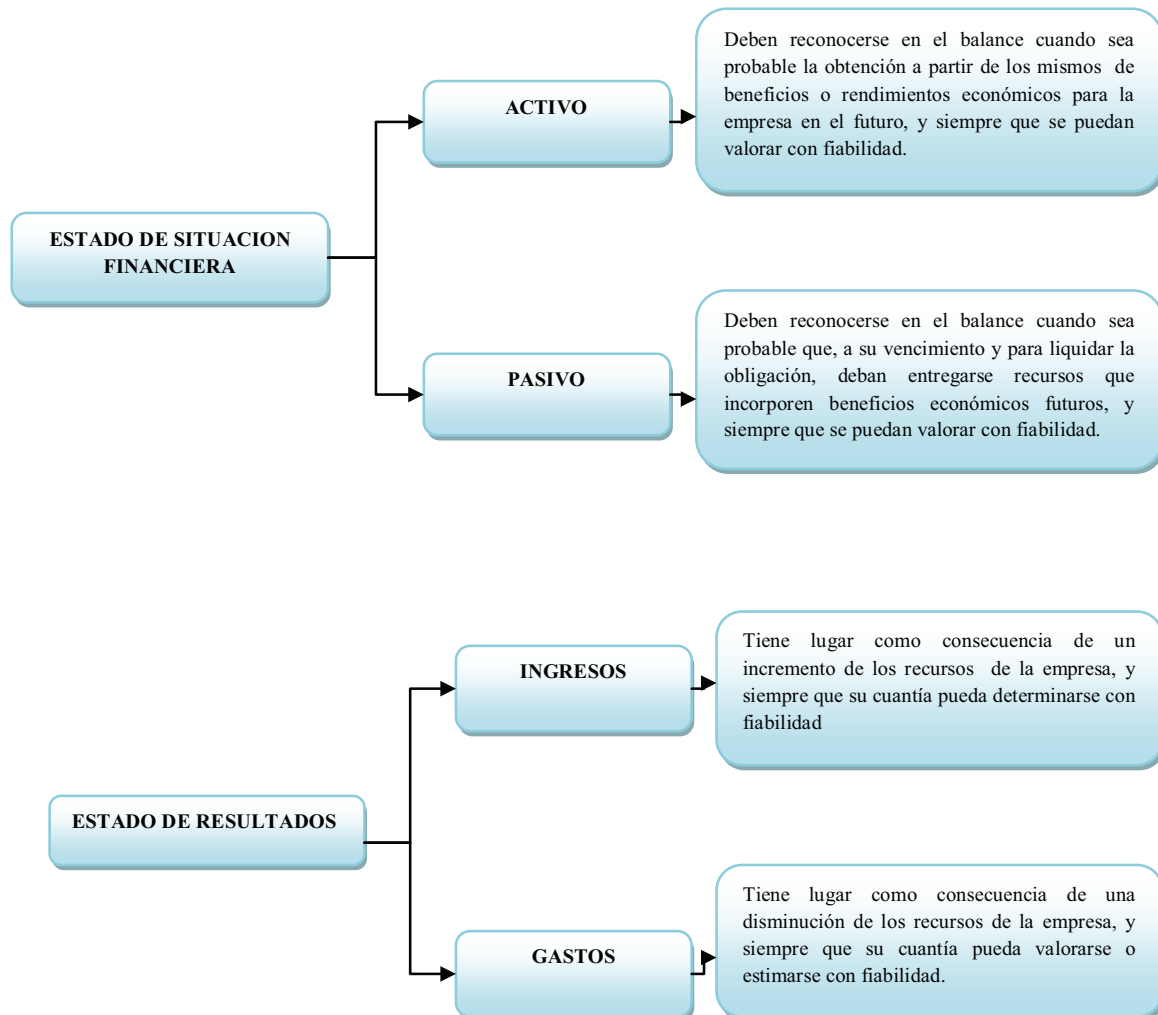 ESTADO DE SITUACION
FINANCIERA
ACTIVO
Deben reconocerse en el balance cuando sea
probable la obtención a partir de los mismos de
beneficios o rendimientos económicos para la
empresa en el futuro, y siempre que se puedan
valorar con fiabilidad.
PASIVO
Deben reconocerse en el balance cuando sea
probable que, a su vencimiento y para liquidar la
obligación, deban entregarse recursos que
incorporen beneficios económicos futuros, y
siempre que se puedan valorar con fiabilidad.
ESTADO DE RESULTADOS
INGRESOS
Tiene lugar como consecuencia de un
incremento de los recursos de la empresa, y
siempre que su cuantía pueda determinarse con
fiabilidad
GASTOS
Tiene lugar como consecuencia de una
disminución de los recursos de la empresa, y
siempre que su cuantía pueda valorarse o
estimarse con fiabilidad.